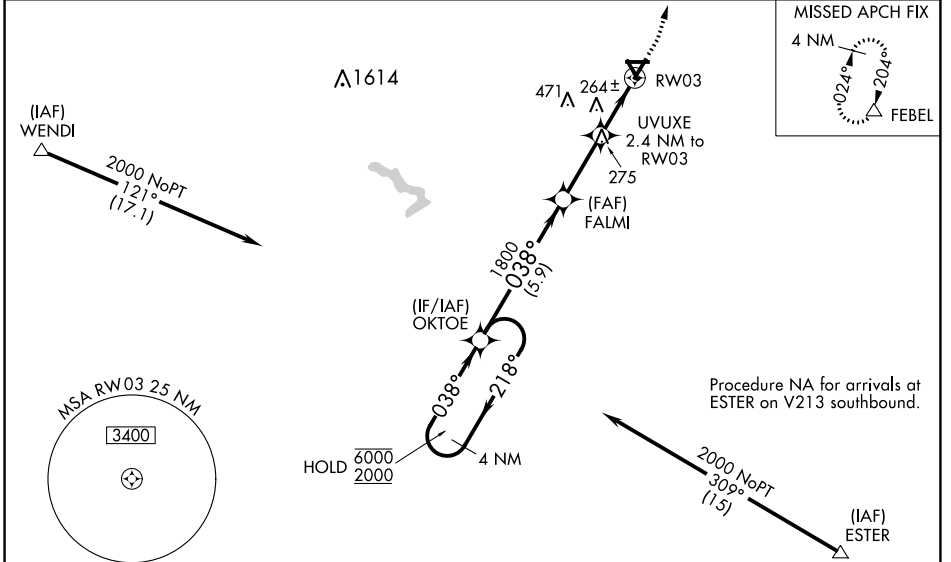 MISSED APCH FIX
4 NM
024°
204°
FEBEL
1614
471
264±
RW03
UVUXE
2.4 NM to
RW03
275
(IAF)
WENDI
2000 NoPT
121°
(17.1)
(FAF)
FALMI
1800
038°
(5.9)
(IF/IAF)
OKTOE
038°
218°
HOLD
6000
2000
4 NM
MSA RW03 25 NM
3400
Procedure NA for arrivals at
ESTER on V213 southbound.
2000 NoPT
309°
(15)
(IAF)
ESTER